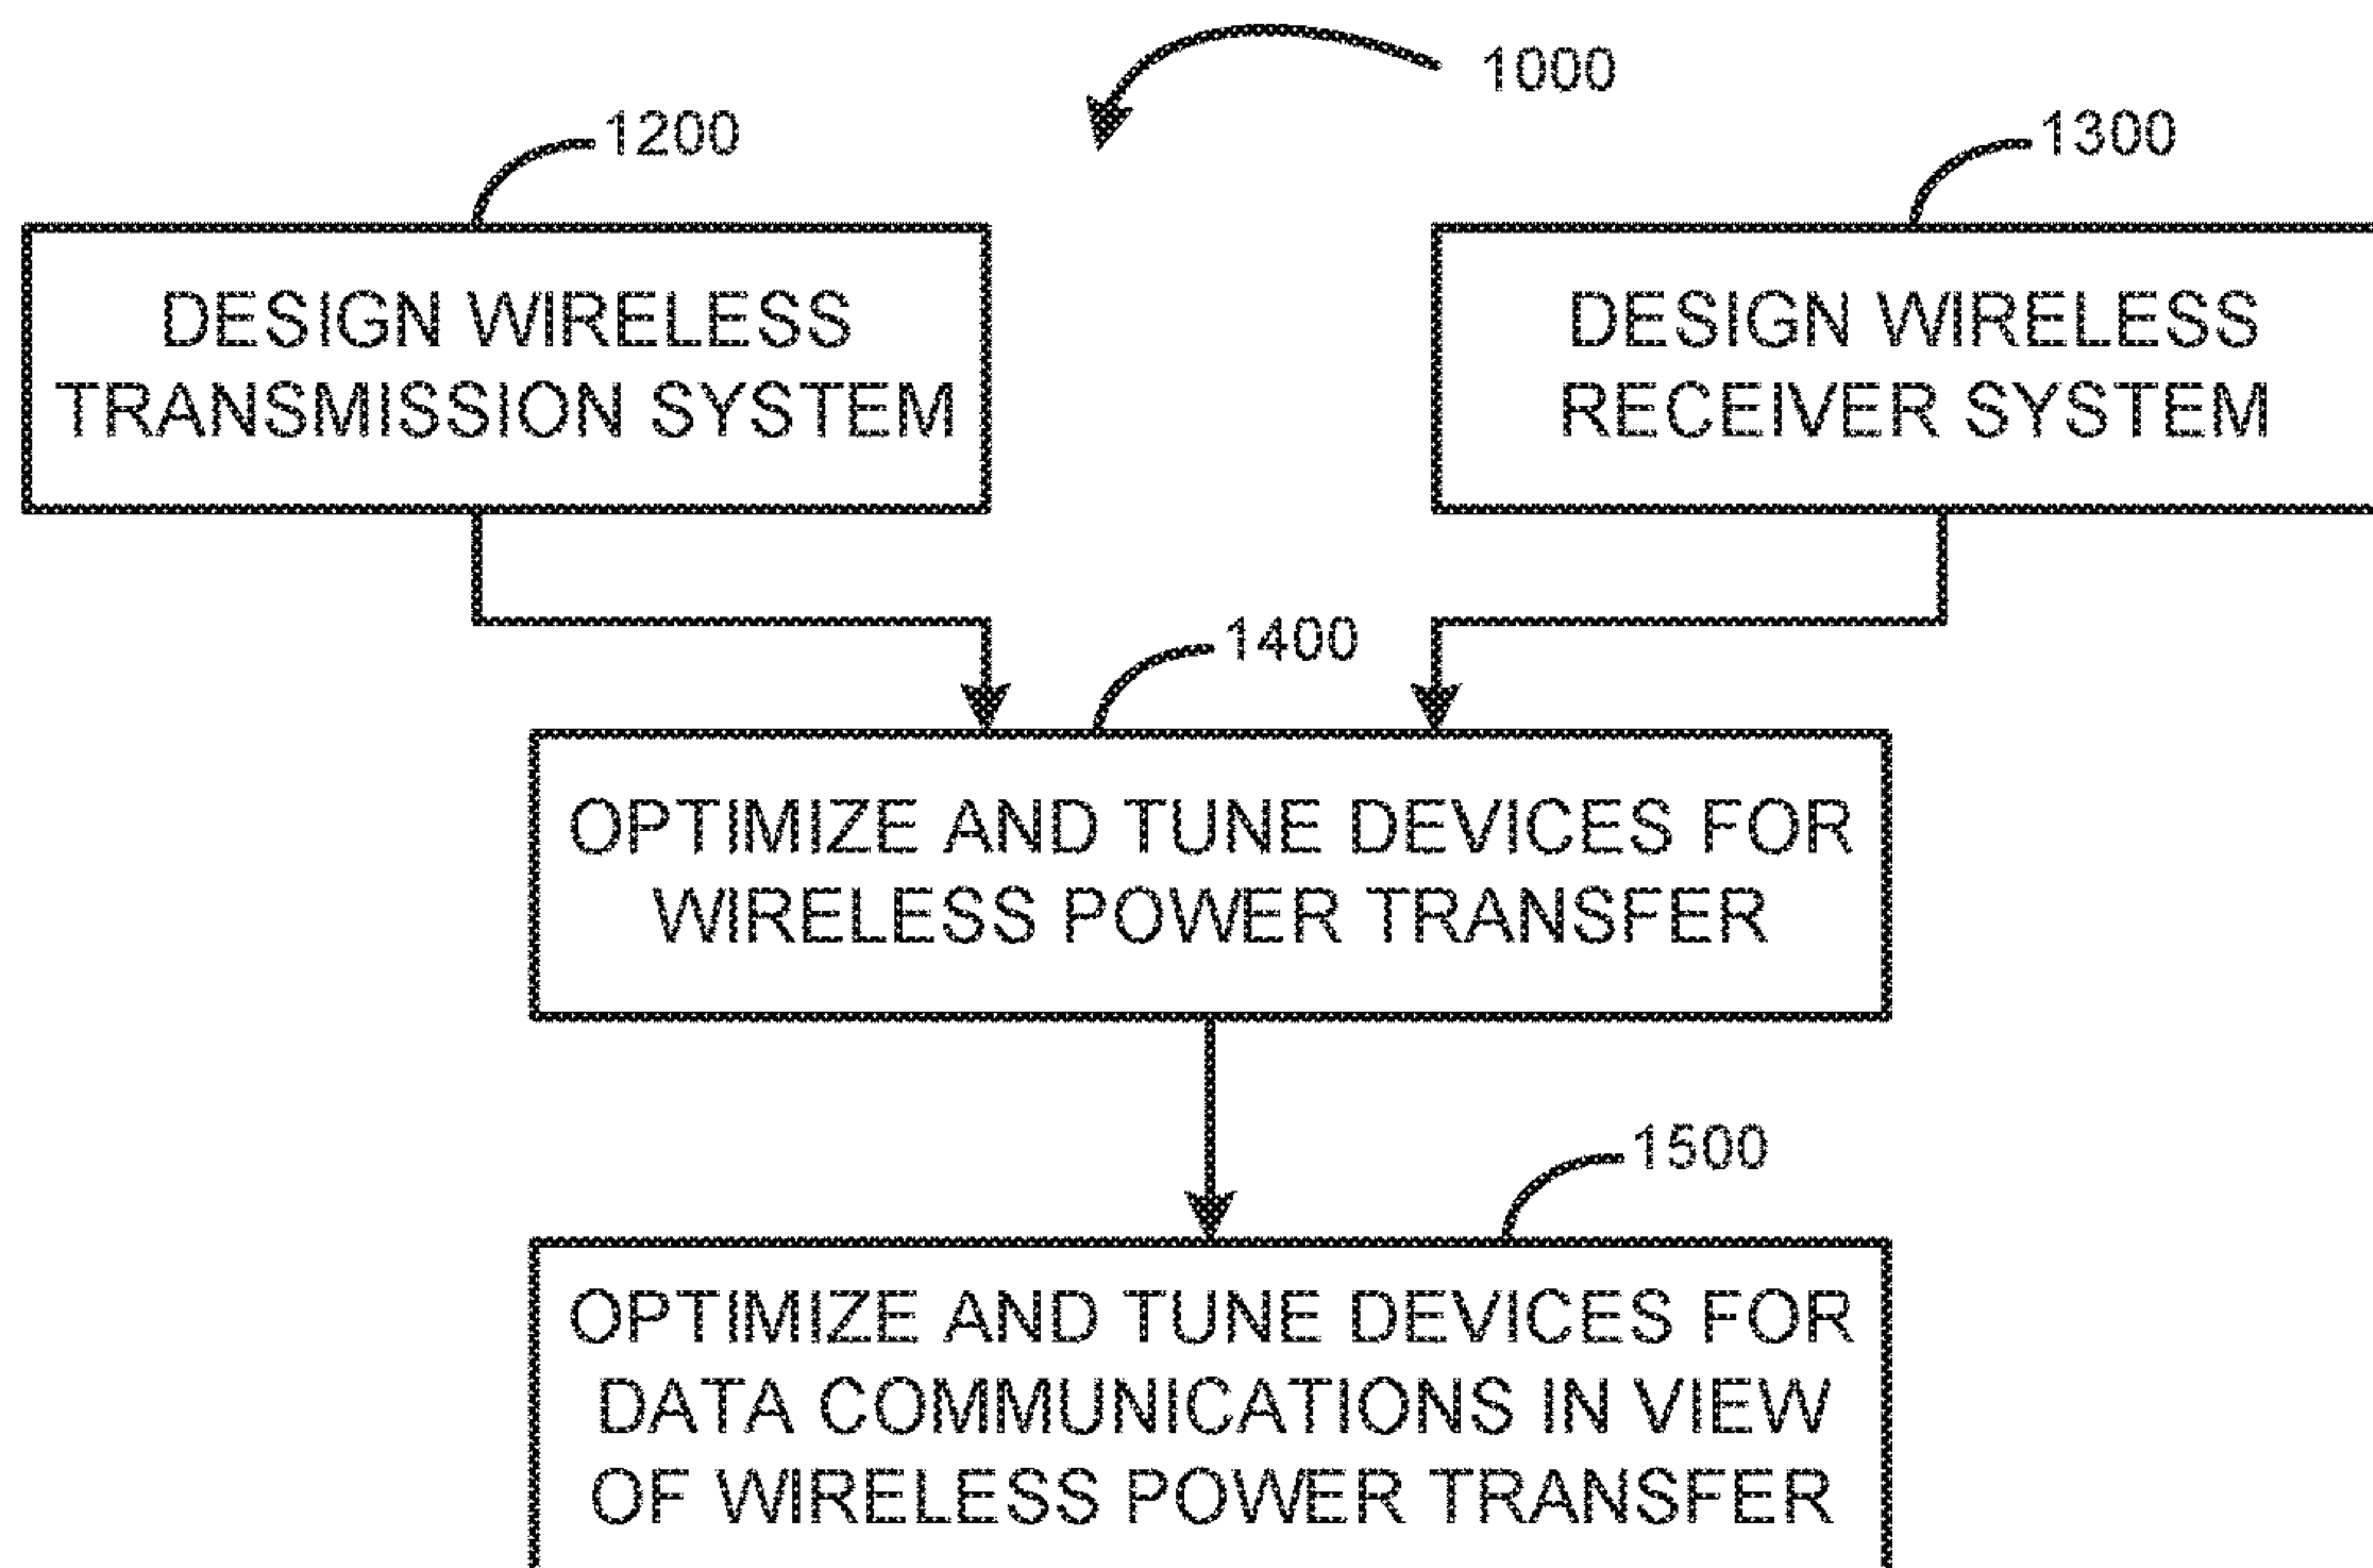 1000
1200
1300
DESIGN WIRELESS
TRANSMISSION SYSTEM
DESIGN WIRELESS
RECEIVER SYSTEM
1400
OPTIMIZE AND TUNE DEVICES FOR
WIRELESS POWER TRANSFER
1500
OPTIMIZE AND TUNE DEVICES FOR
DATA COMMUNICATIONS IN VIEW
OF WIRELESS POWER TRANSFER